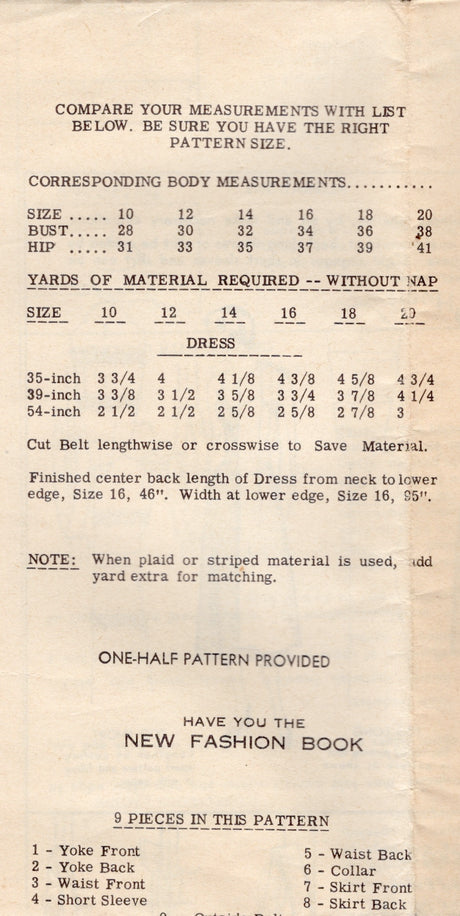 COMPARE YOUR MEASUREMENTS WITH LIST
BELOW. BE SURE YOU HAVE THE RIGHT
PATTERN SIZE.
CORRESPONDING BODY MEASUREMENTS...........
SIZE ..... 10 12 14 16 18 20
BUST..... 28 30 32 34 36 38
HIP ..... 31 33 35 37 39 41
YARDS OF MATERIAL REQUIRED -- WITHOUT NAP
SIZE 10 12 14 16 18 20
DRESS
35-inch 3 3/4 4 4 1/8 4 3/8 4 5/8 4 3/4
39-inch 3 3/8 3 1/2 3 5/8 3 3/4 3 7/8 4 1/4
54-inch 2 1/2 2 1/2 2 5/8 2 5/8 2 7/8 3
Cut Belt lengthwise or crosswise to Save Material.
Finished center back length of Dress from neck to lower
edge, Size 16, 46". Width at lower edge, Size 16, 95".
NOTE: When plaid or striped material is used, add
yard extra for matching.
ONE-HALF PATTERN PROVIDED
HAVE YOU THE
NEW FASHION BOOK
9 PIECES IN THIS PATTERN
1 - Yoke Front 5 - Waist Back
2 - Yoke Back 6 - Collar
3 - Waist Front 7 - Skirt Front
4 - Short Sleeve 8 - Skirt Back